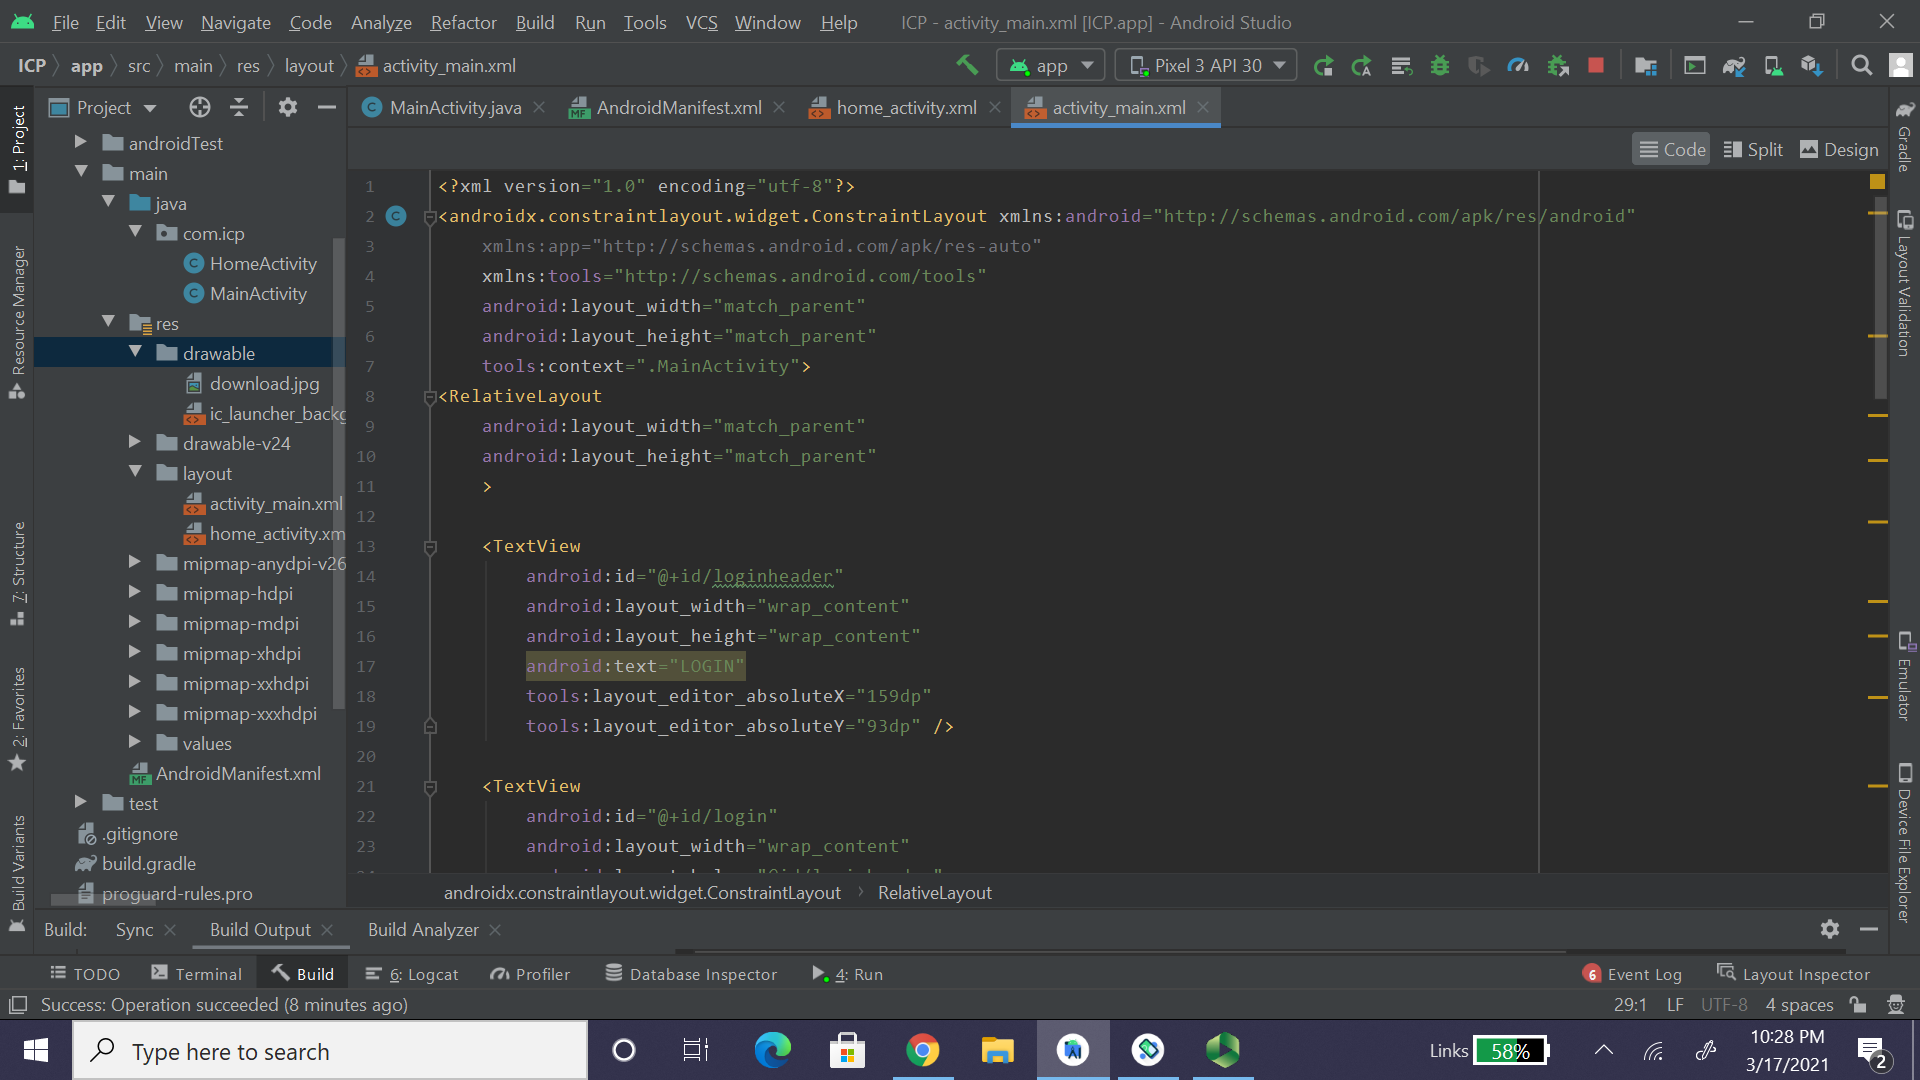 File Edit View Navigate Code Analyze Refactor Build Run Tools VCS Window Help ICP - activity_main.xml [ICP.app] - Android Studio
ICP app src main res layout activity_main.xml app Pixel 3 API 30
Project MainActivity.java AndroidManifest.xml home_activity.xml activity_main.xml
Code Split Design
1: Project
Resource Manager
7: Structure
2: Favorites
Build Variants
androidTest
main
java
com.icp
HomeActivity
MainActivity
res
drawable
download.jpg
ic_launcher_backg
drawable-v24
layout
activity_main.xml
home_activity.xm
mipmap-anydpi-v26
mipmap-hdpi
mipmap-mdpi
mipmap-xhdpi
mipmap-xxhdpi
mipmap-xxxhdpi
values
AndroidManifest.xml
test
.gitignore
build.gradle
proguard-rules.pro
1 <?xml version="1.0" encoding="utf-8"?>
2 <androidx.constraintlayout.widget.ConstraintLayout xmlns:android="http://schemas.android.com/apk/res/android"
3 xmlns:app="http://schemas.android.com/apk/res-auto"
4 xmlns:tools="http://schemas.android.com/tools"
5 android:layout_width="match_parent"
6 android:layout_height="match_parent"
7 tools:context=".MainActivity">
8 <RelativeLayout
9 android:layout_width="match_parent"
10 android:layout_height="match_parent"
11 >
12
13 <TextView
14 android:id="@+id/loginheader"
15 android:layout_width="wrap_content"
16 android:layout_height="wrap_content"
17 android:text="LOGIN"
18 tools:layout_editor_absoluteX="159dp"
19 tools:layout_editor_absoluteY="93dp" />
20
21 <TextView
22 android:id="@+id/login"
23 android:layout_width="wrap_content"
androidx.constraintlayout.widget.ConstraintLayout RelativeLayout
Gradle
Layout Validation
Emulator
Device File Explorer
Build: Sync Build Output Build Analyzer
TODO Terminal Build 6: Logcat Profiler Database Inspector 4: Run 6 Event Log Layout Inspector
Success: Operation succeeded (8 minutes ago) 29:1 LF UTF-8 4 spaces
Type here to search Links 58% 10:28 PM
3/17/2021 2